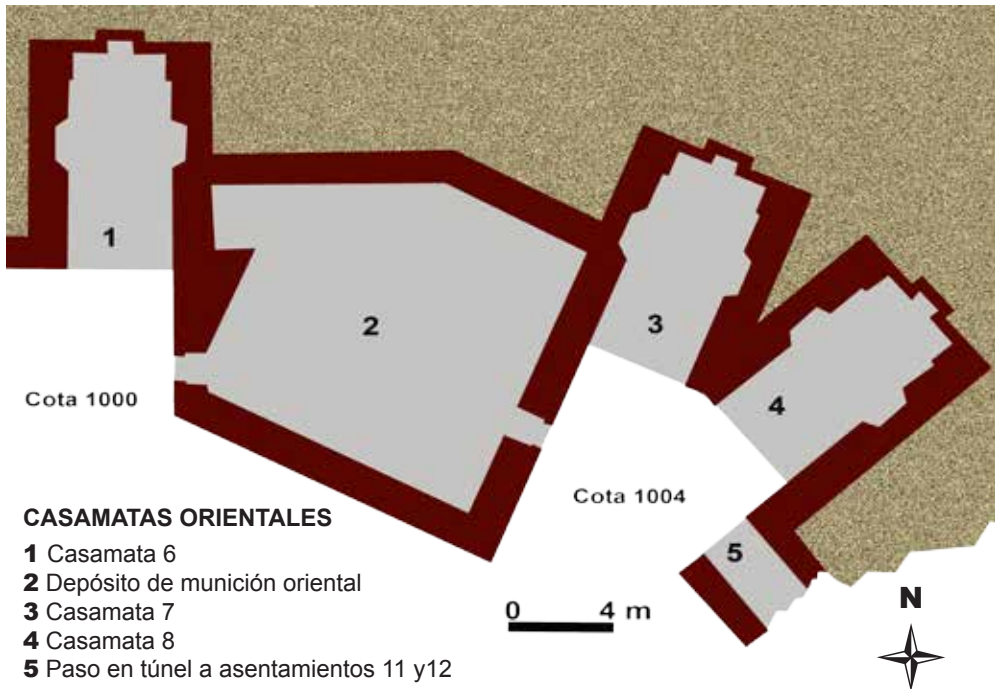 1
2
3
4
5
Cota 1000
Cota 1004
CASAMATAS ORIENTALES
1 Casamata 6
2 Depósito de munición oriental
3 Casamata 7
4 Casamata 8
5 Paso en túnel a asentamientos 11 y12
0 4 m
N